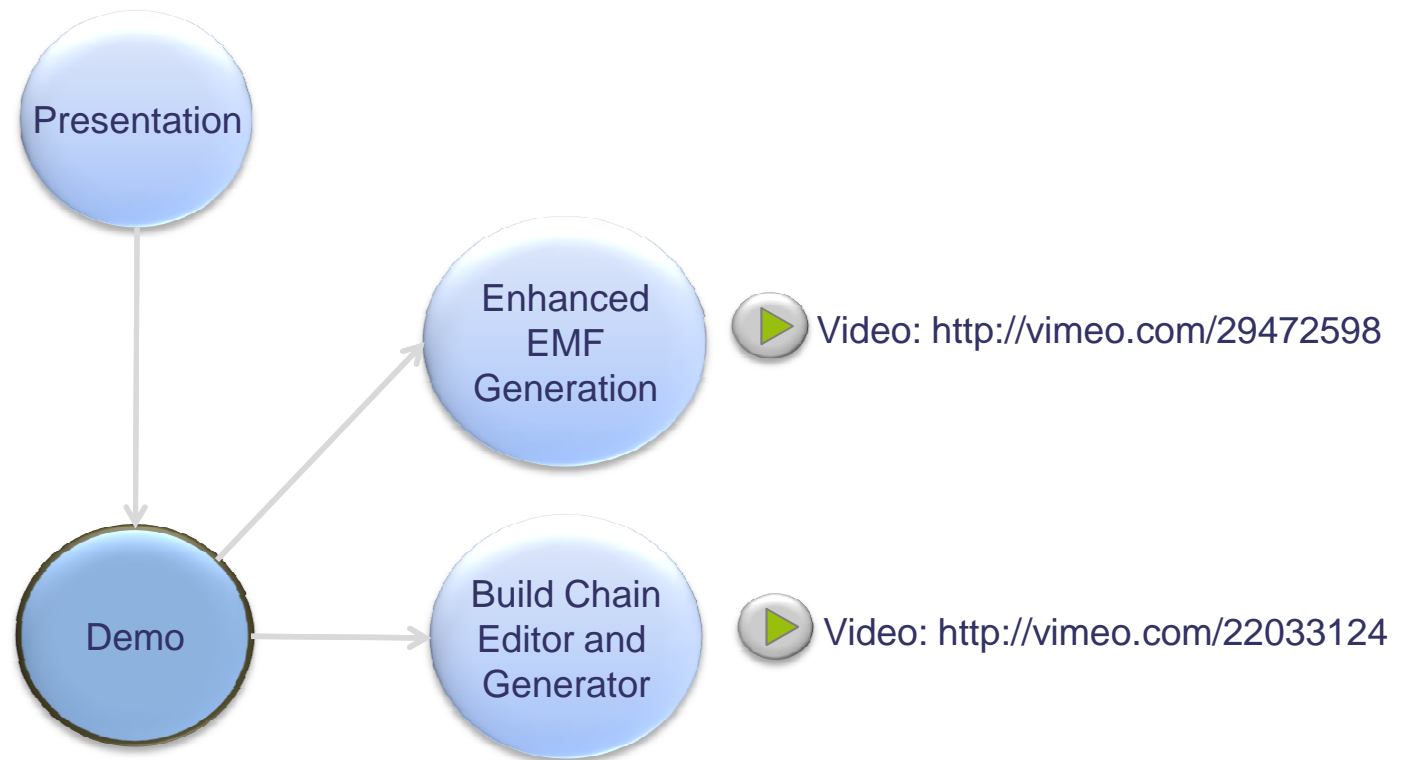 Presentation
Enhanced
EMF
Generation
Video: http://vimeo.com/29472598
Demo
Build Chain
Editor and
Generator
Video: http://vimeo.com/22033124